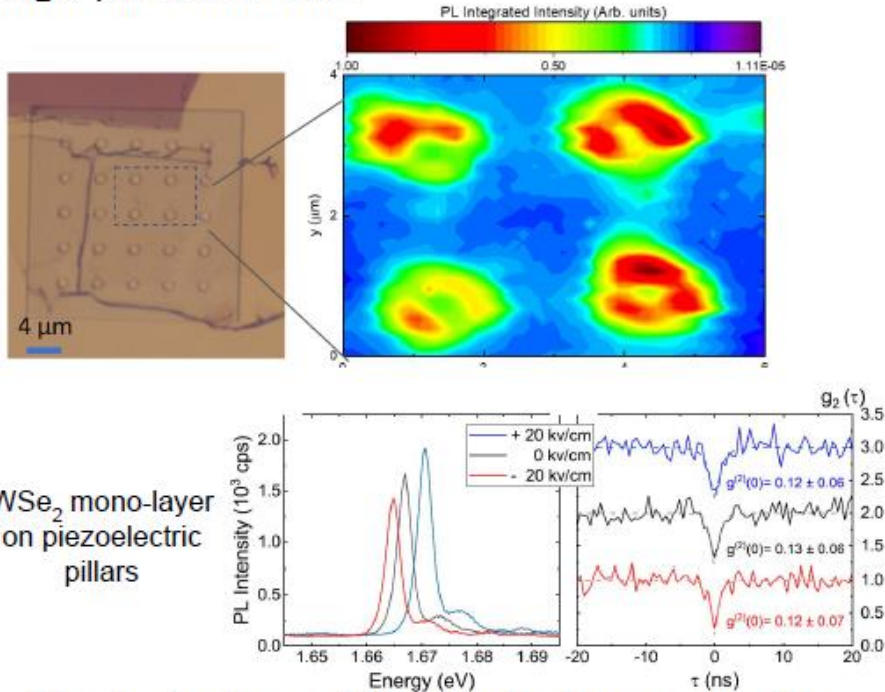 PL Integrated Intensity (Arb. units)
1.00 0.50 1.11E-05
4
y (μm)
2
0
4 μm
WSe2 mono-layer
on piezoelectric
pillars
PL Intensity (10³ cps)
2.0
1.5
1.0
0.5
0.0
1.65 1.66 1.67 1.68 1.69
Energy (eV)
+ 20 kv/cm
0 kv/cm
- 20 kv/cm
g₂ (τ)
3.5
3.0
2.5
2.0
1.5
1.0
0.5
0.0
g⁽²⁾(0)= 0.12 ± 0.06
g⁽²⁾(0)= 0.13 ± 0.06
g⁽²⁾(0)= 0.12 ± 0.07
-20 -10 0 10 20
τ (ns)